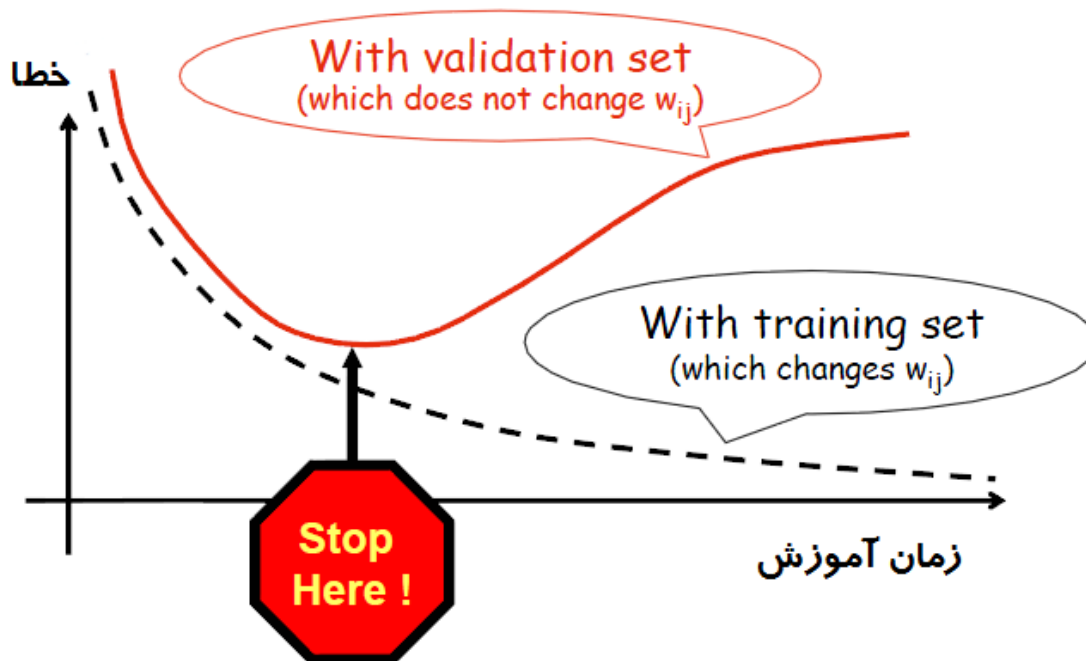 خطا
With validation set
(which does not change wij)
With training set
(which changes wij)
Stop
Here !
زمان آموزش